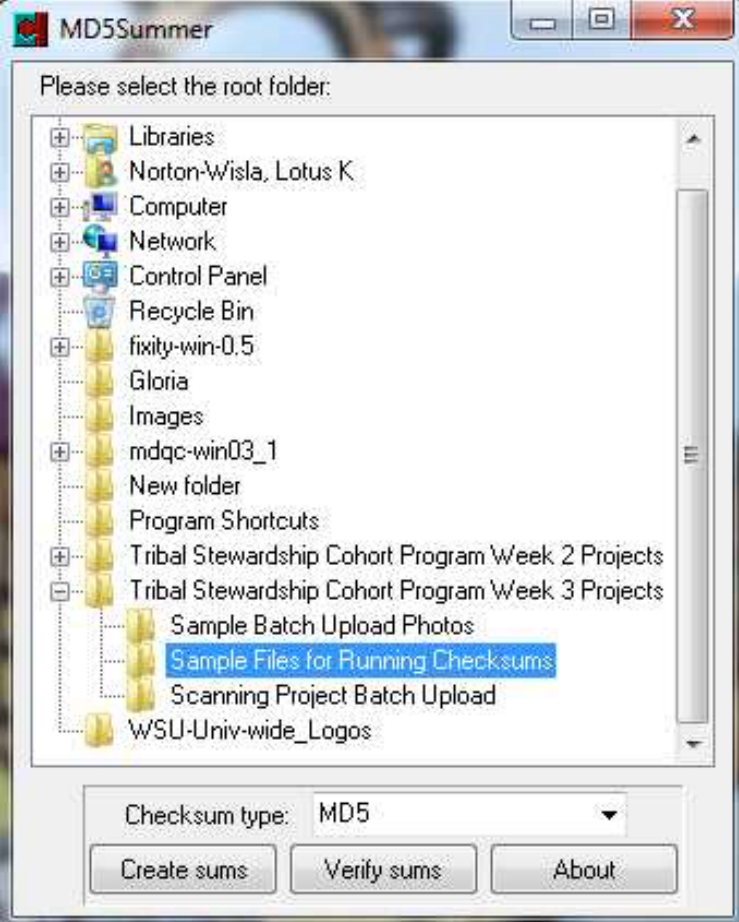 MD5Summer
Please select the root folder:
Libraries
Norton-Wisla, Lotus K
Computer
Network
Control Panel
Recycle Bin
fixity-win-0.5
Gloria
Images
mdqc-win03_1
New folder
Program Shortcuts
Tribal Stewardship Cohort Program Week 2 Projects
Tribal Stewardship Cohort Program Week 3 Projects
Sample Batch Upload Photos
Sample Files for Running Checksums
Scanning Project Batch Upload
WSU-Univ-wide_Logos
Checksum type: MD5
Create sums Verify sums About